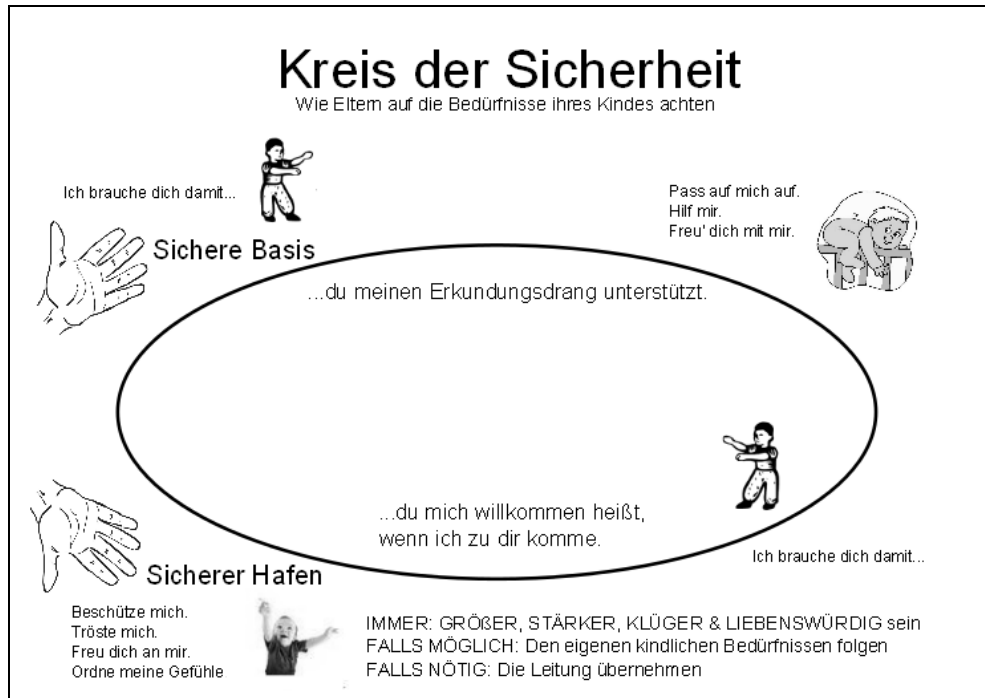 Kreis der Sicherheit
Wie Eltern auf die Bedürfnisse ihres Kindes achten
Ich brauche dich damit...
Sichere Basis
...du meinen Erkundungsdrang unterstützt.
Pass auf mich auf.
Hilf mir.
Freu' dich mit mir.
Ich brauche dich damit...
...du mich willkommen heißt,
wenn ich zu dir komme.
Sicherer Hafen
Beschütze mich.
Tröste mich.
Freu dich an mir.
Ordne meine Gefühle
IMMER: GRÖßER, STÄRKER, KLÜGER & LIEBENSWÜRDIG sein
FALLS MÖGLICH: Den eigenen kindlichen Bedürfnissen folgen
FALLS NÖTIG: Die Leitung übernehmen